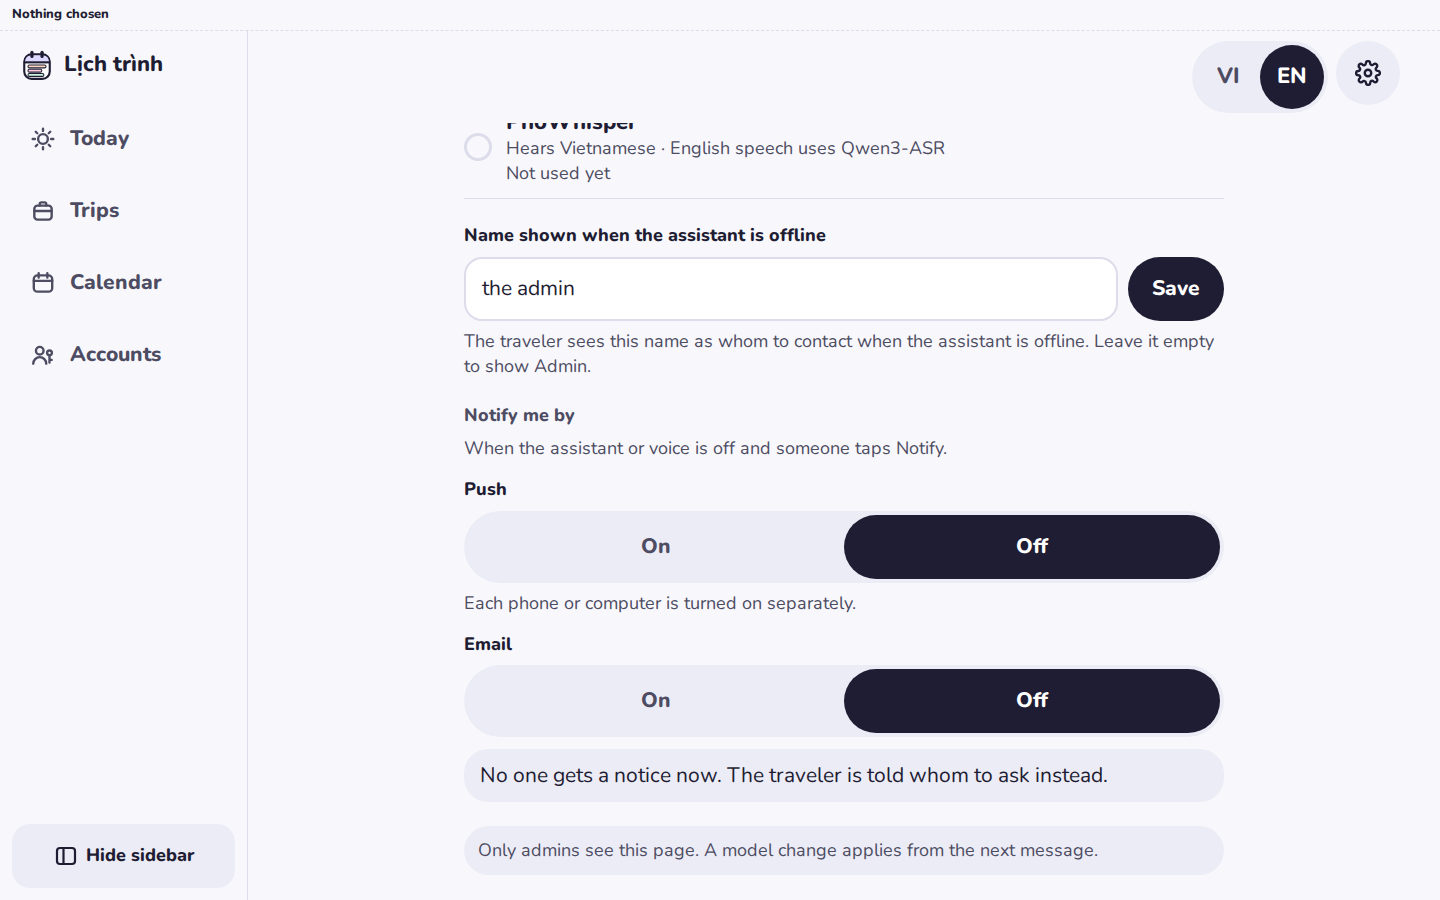 Nothing chosen
Lịch trình
VI
EN
Today
Trips
Calendar
Accounts
PhoWhisper
Hears Vietnamese · English speech uses Qwen3-ASR
Not used yet
Name shown when the assistant is offline
the admin
Save
The traveler sees this name as whom to contact when the assistant is offline. Leave it empty
to show Admin.
Notify me by
When the assistant or voice is off and someone taps Notify.
Push
On
Off
Each phone or computer is turned on separately.
Email
On
Off
No one gets a notice now. The traveler is told whom to ask instead.
Only admins see this page. A model change applies from the next message.
Hide sidebar